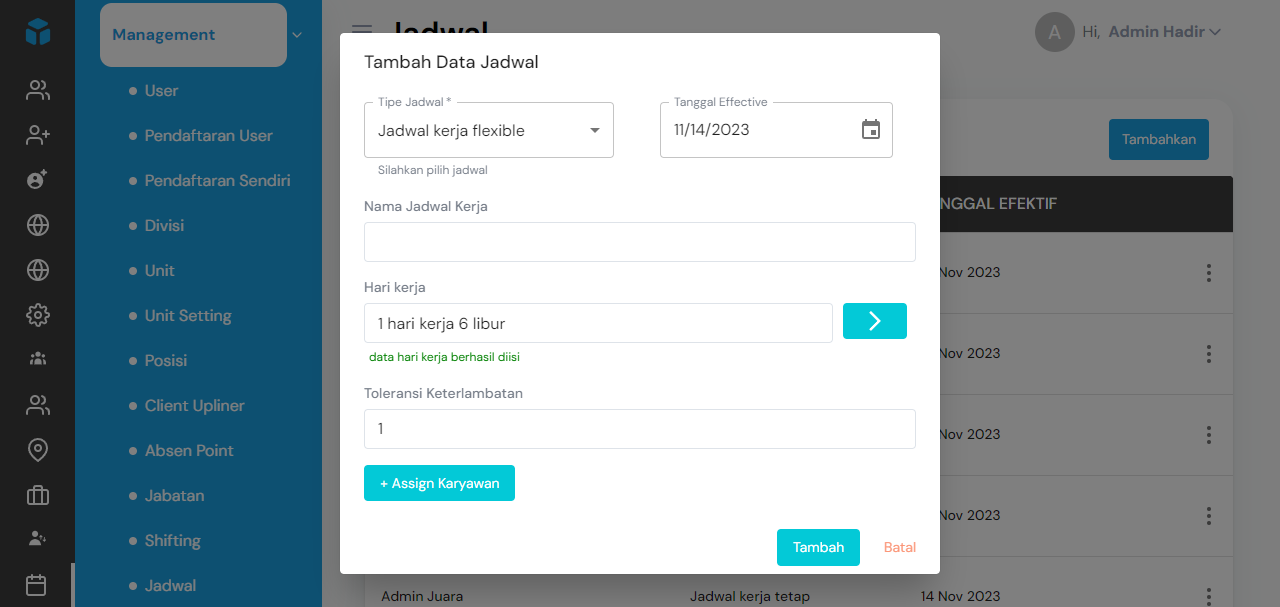 Management
Jadwal
A Hi, Admin Hadir
User
Pendaftaran User
Pendaftaran Sendiri
Divisi
Unit
Unit Setting
Posisi
Client Upliner
Absen Point
Jabatan
Shifting
Jadwal
Tambah Data Jadwal
Tipe Jadwal *
Jadwal kerja flexible
Silahkan pilih jadwal
Tanggal Effective
11/14/2023
Nama Jadwal Kerja
Hari kerja
1 hari kerja 6 libur
data hari kerja berhasil diisi
Toleransi Keterlambatan
1
+ Assign Karyawan
Tambah
Batal
Tambahkan
NGGAL EFEKTIF
Nov 2023
Nov 2023
Nov 2023
Nov 2023
Admin Juara Jadwal kerja tetap 14 Nov 2023